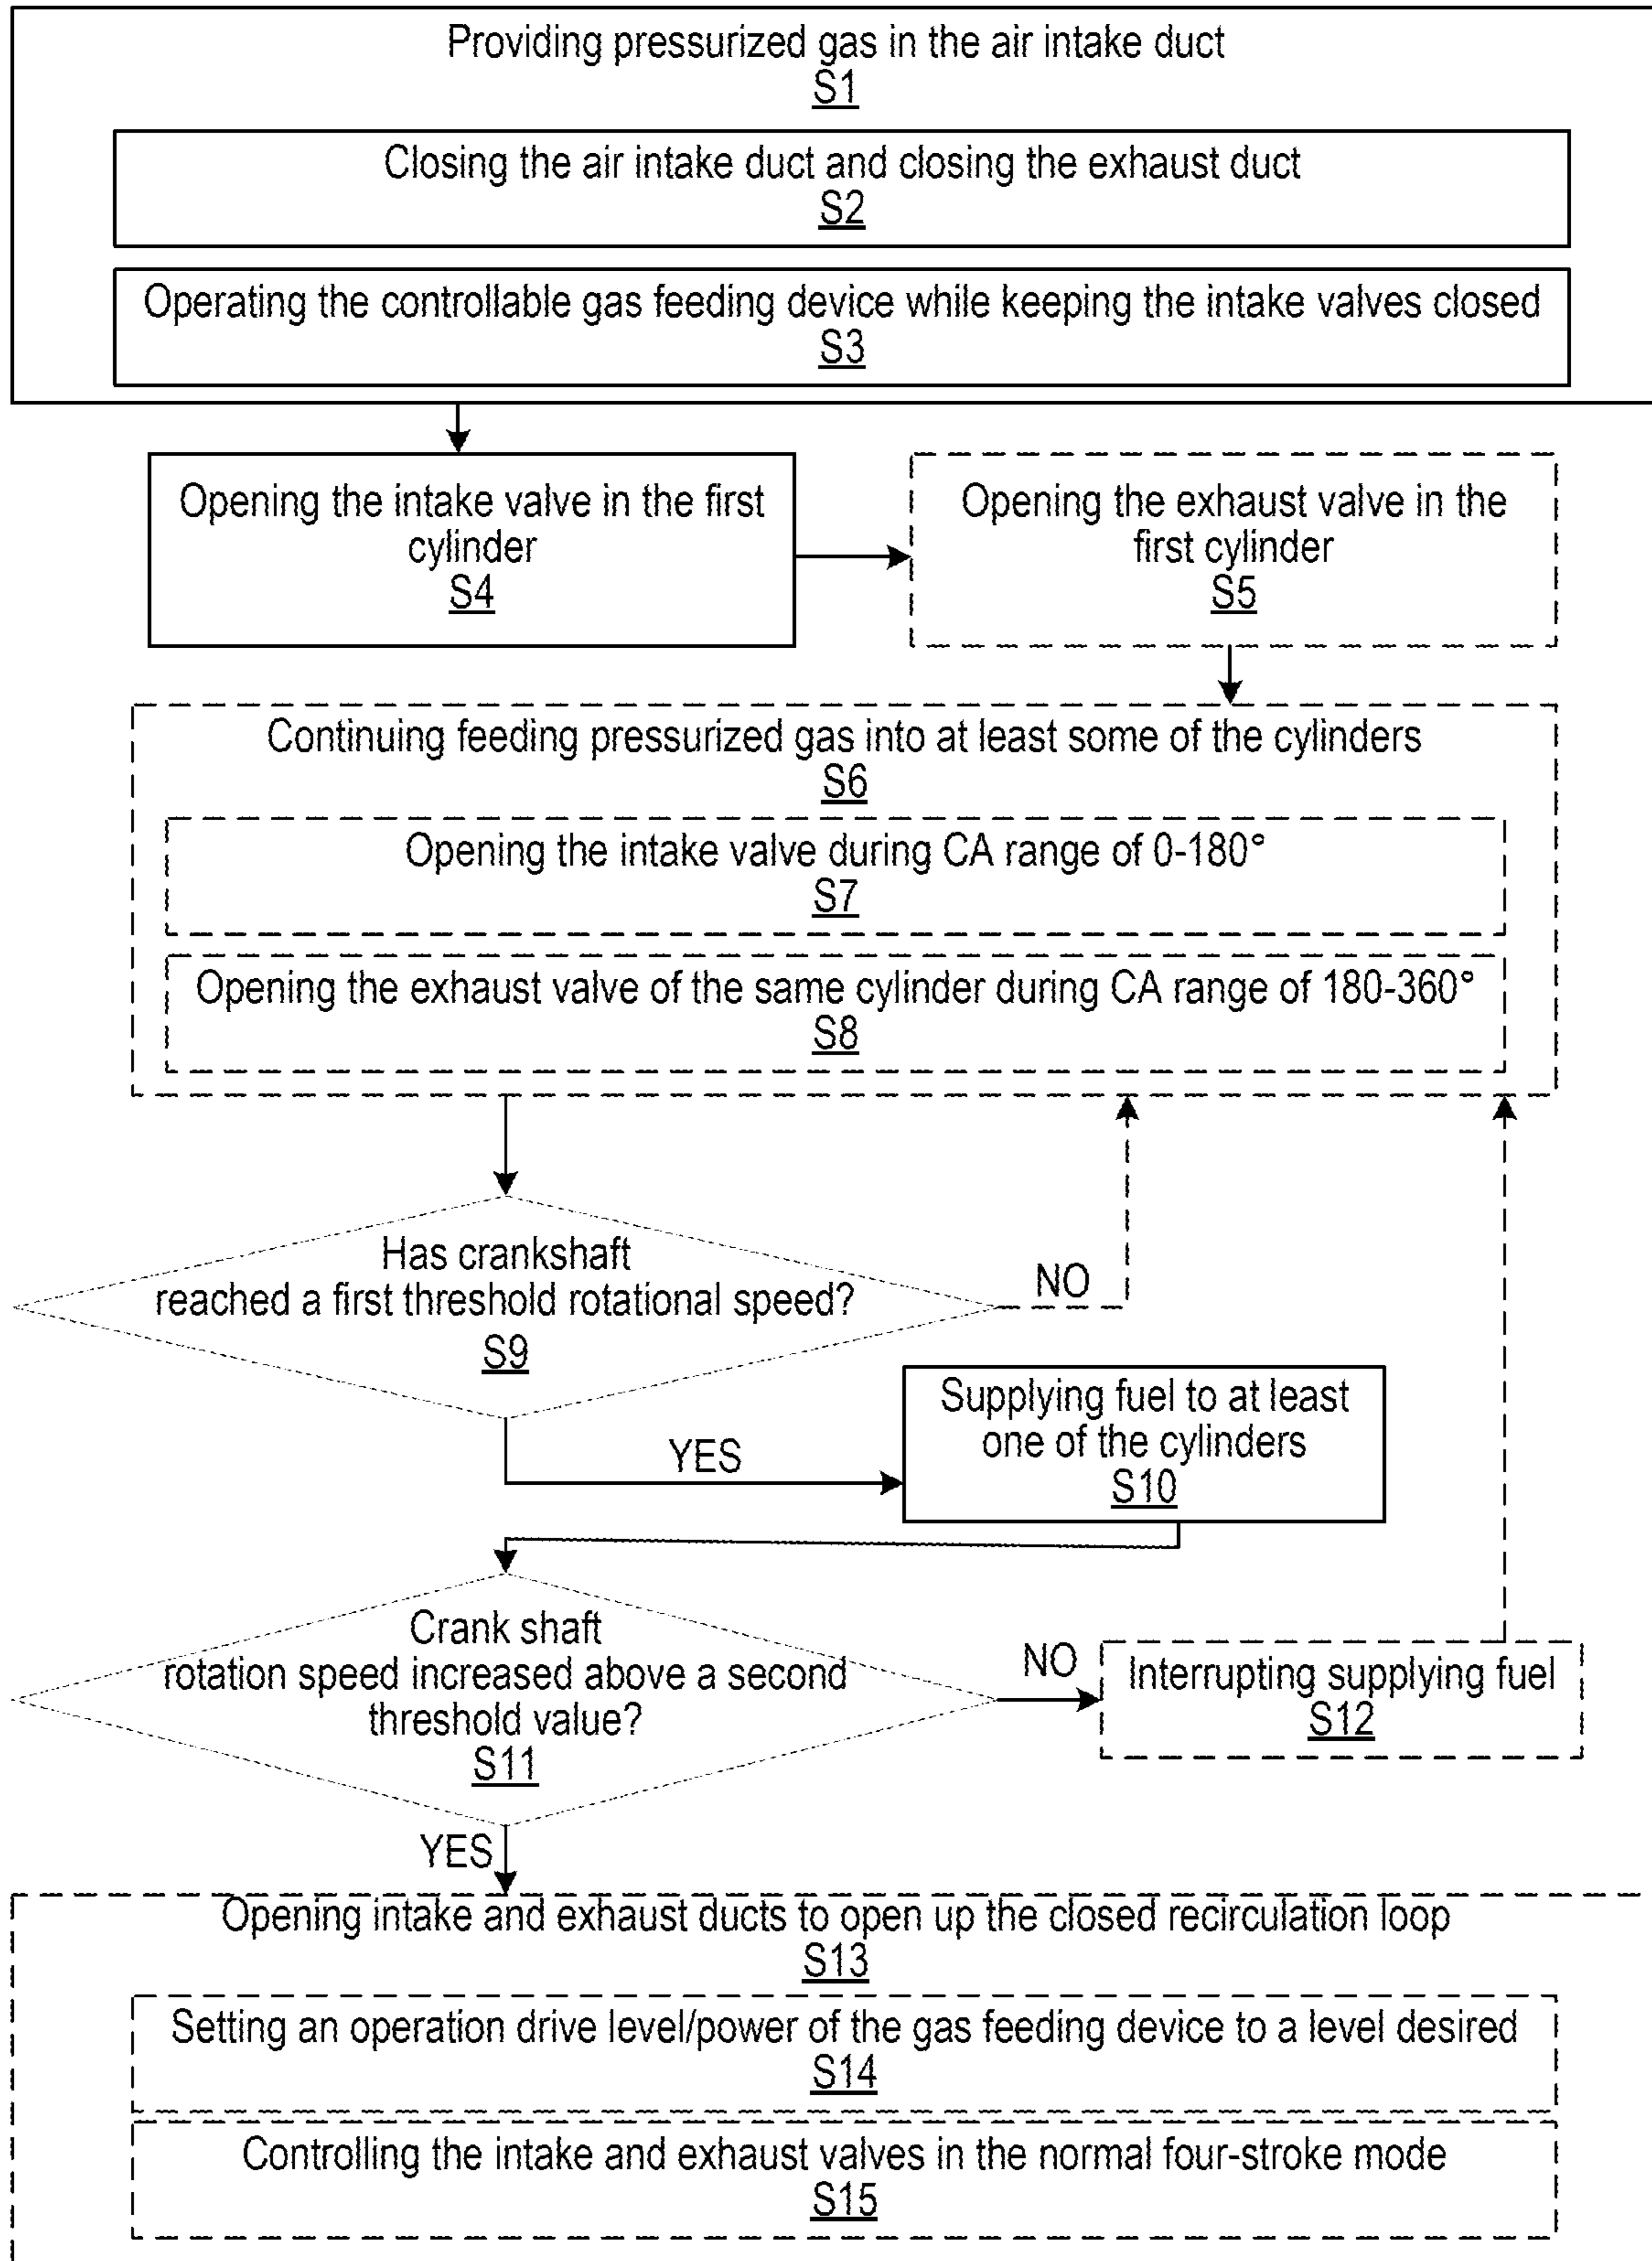 Providing pressurized gas in the air intake duct
S1
Closing the air intake duct and closing the exhaust duct
S2
Operating the controllable gas feeding device while keeping the intake valves closed
S3
Opening the intake valve in the first
cylinder
S4
Opening the exhaust valve in the
first cylinder
S5
Continuing feeding pressurized gas into at least some of the cylinders
S6
Opening the intake valve during CA range of 0-180°
S7
Opening the exhaust valve of the same cylinder during CA range of 180-360°
S8
Has crankshaft
reached a first threshold rotational speed?
S9
NO
YES
Supplying fuel to at least
one of the cylinders
S10
Crank shaft
rotation speed increased above a second
threshold value?
S11
NO
Interrupting supplying fuel
S12
YES
Opening intake and exhaust ducts to open up the closed recirculation loop
S13
Setting an operation drive level/power of the gas feeding device to a level desired
S14
Controlling the intake and exhaust valves in the normal four-stroke mode
S15